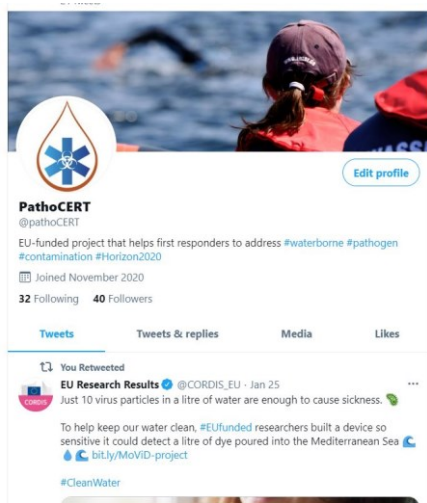 Edit profile
PathoCERT
@pathoCERT
EU-funded project that helps first responders to address #waterborne #pathogen
#contamination #Horizon2020
Joined November 2020
32 Following 40 Followers
Tweets Tweets & replies Media Likes
You Retweeted
EU Research Results @CORDIS_EU · Jan 25
CORDIS
Just 10 virus particles in a litre of water are enough to cause sickness.
To help keep our water clean, #EUfunded researchers built a device so
sensitive it could detect a litre of dye poured into the Mediterranean Sea
bit.ly/MoViD-project
#CleanWater